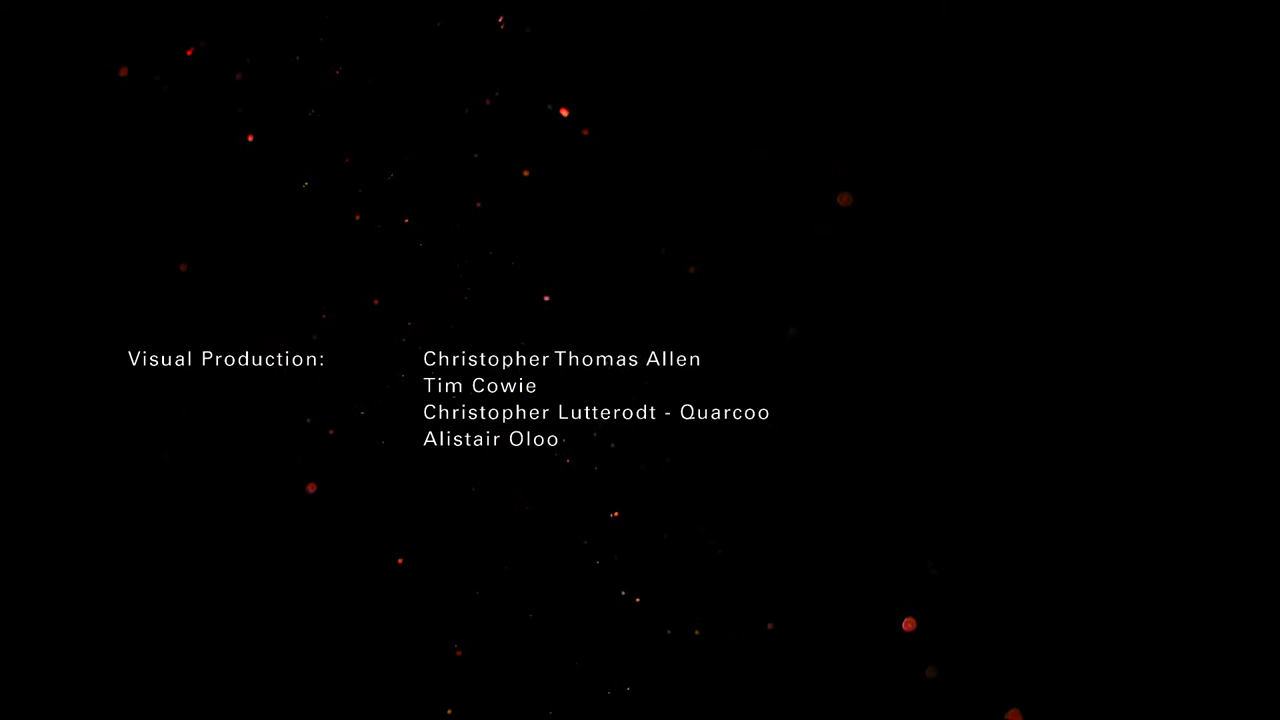 Visual Production: Christopher Thomas Allen
Tim Cowie
Christopher Lutterodt - Quarcoo
Alistair Oloo